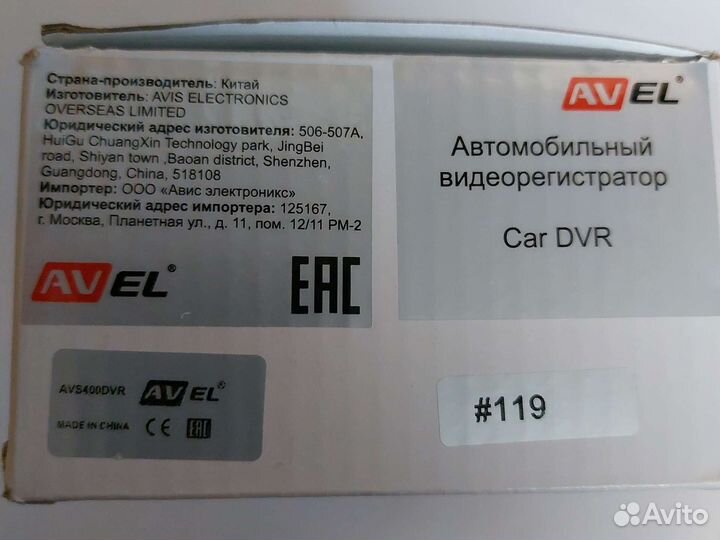 Страна-производитель: Китай
Изготовитель: AVIS ELECTRONICS
OVERSEAS LIMITED
Юридический адрес изготовителя: 506-507A,
HuiGu ChuangXin Technology park, JingBei
road, Shiyan town ,Baoan district, Shenzhen,
Guangdong, China, 518108
Импортер: ООО «Авис электроникс»
Юридический адрес импортера: 125167,
г. Москва, Планетная ул., д. 11, пом. 12/11 РМ-2
AVEL®
EAC
AVEL®
Автомобильный
видеорегистратор
Car DVR
AVS400DVR AVEL®
MADE IN CHINA CE EAC
#119
Avito